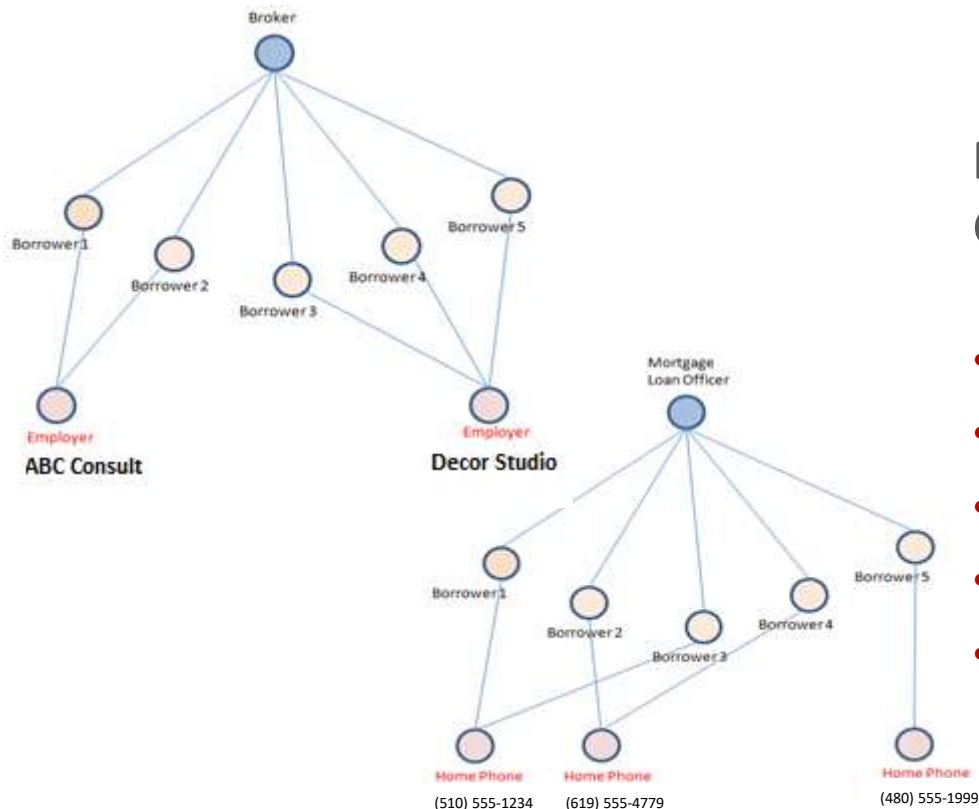 Broker
Borrower 1
Borrower 2
Borrower 3
Borrower 4
Borrower 5
Employer
ABC Consult
Employer
Decor Studio
Mortgage
Loan Officer
Borrower 1
Borrower 2
Borrower 3
Borrower 4
Borrower 5
Home Phone
(510) 555-1234
Home Phone
(619) 555-4779
Home Phone
(480) 555-1999